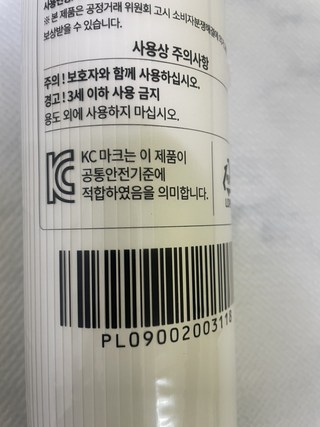 ※ 본 제품은 공정거래 위원회 고시 소비자분쟁해결에
보상받을 수 있습니다.
사용상 주의사항
주의! 보호자와 함께 사용하십시오.
경고! 3세 이하 사용 금지
용도 외에 사용하지 마십시오.
KC 마크는 이 제품이
공통안전기준에
적합하였음을 의미합니다.
PL09002003118